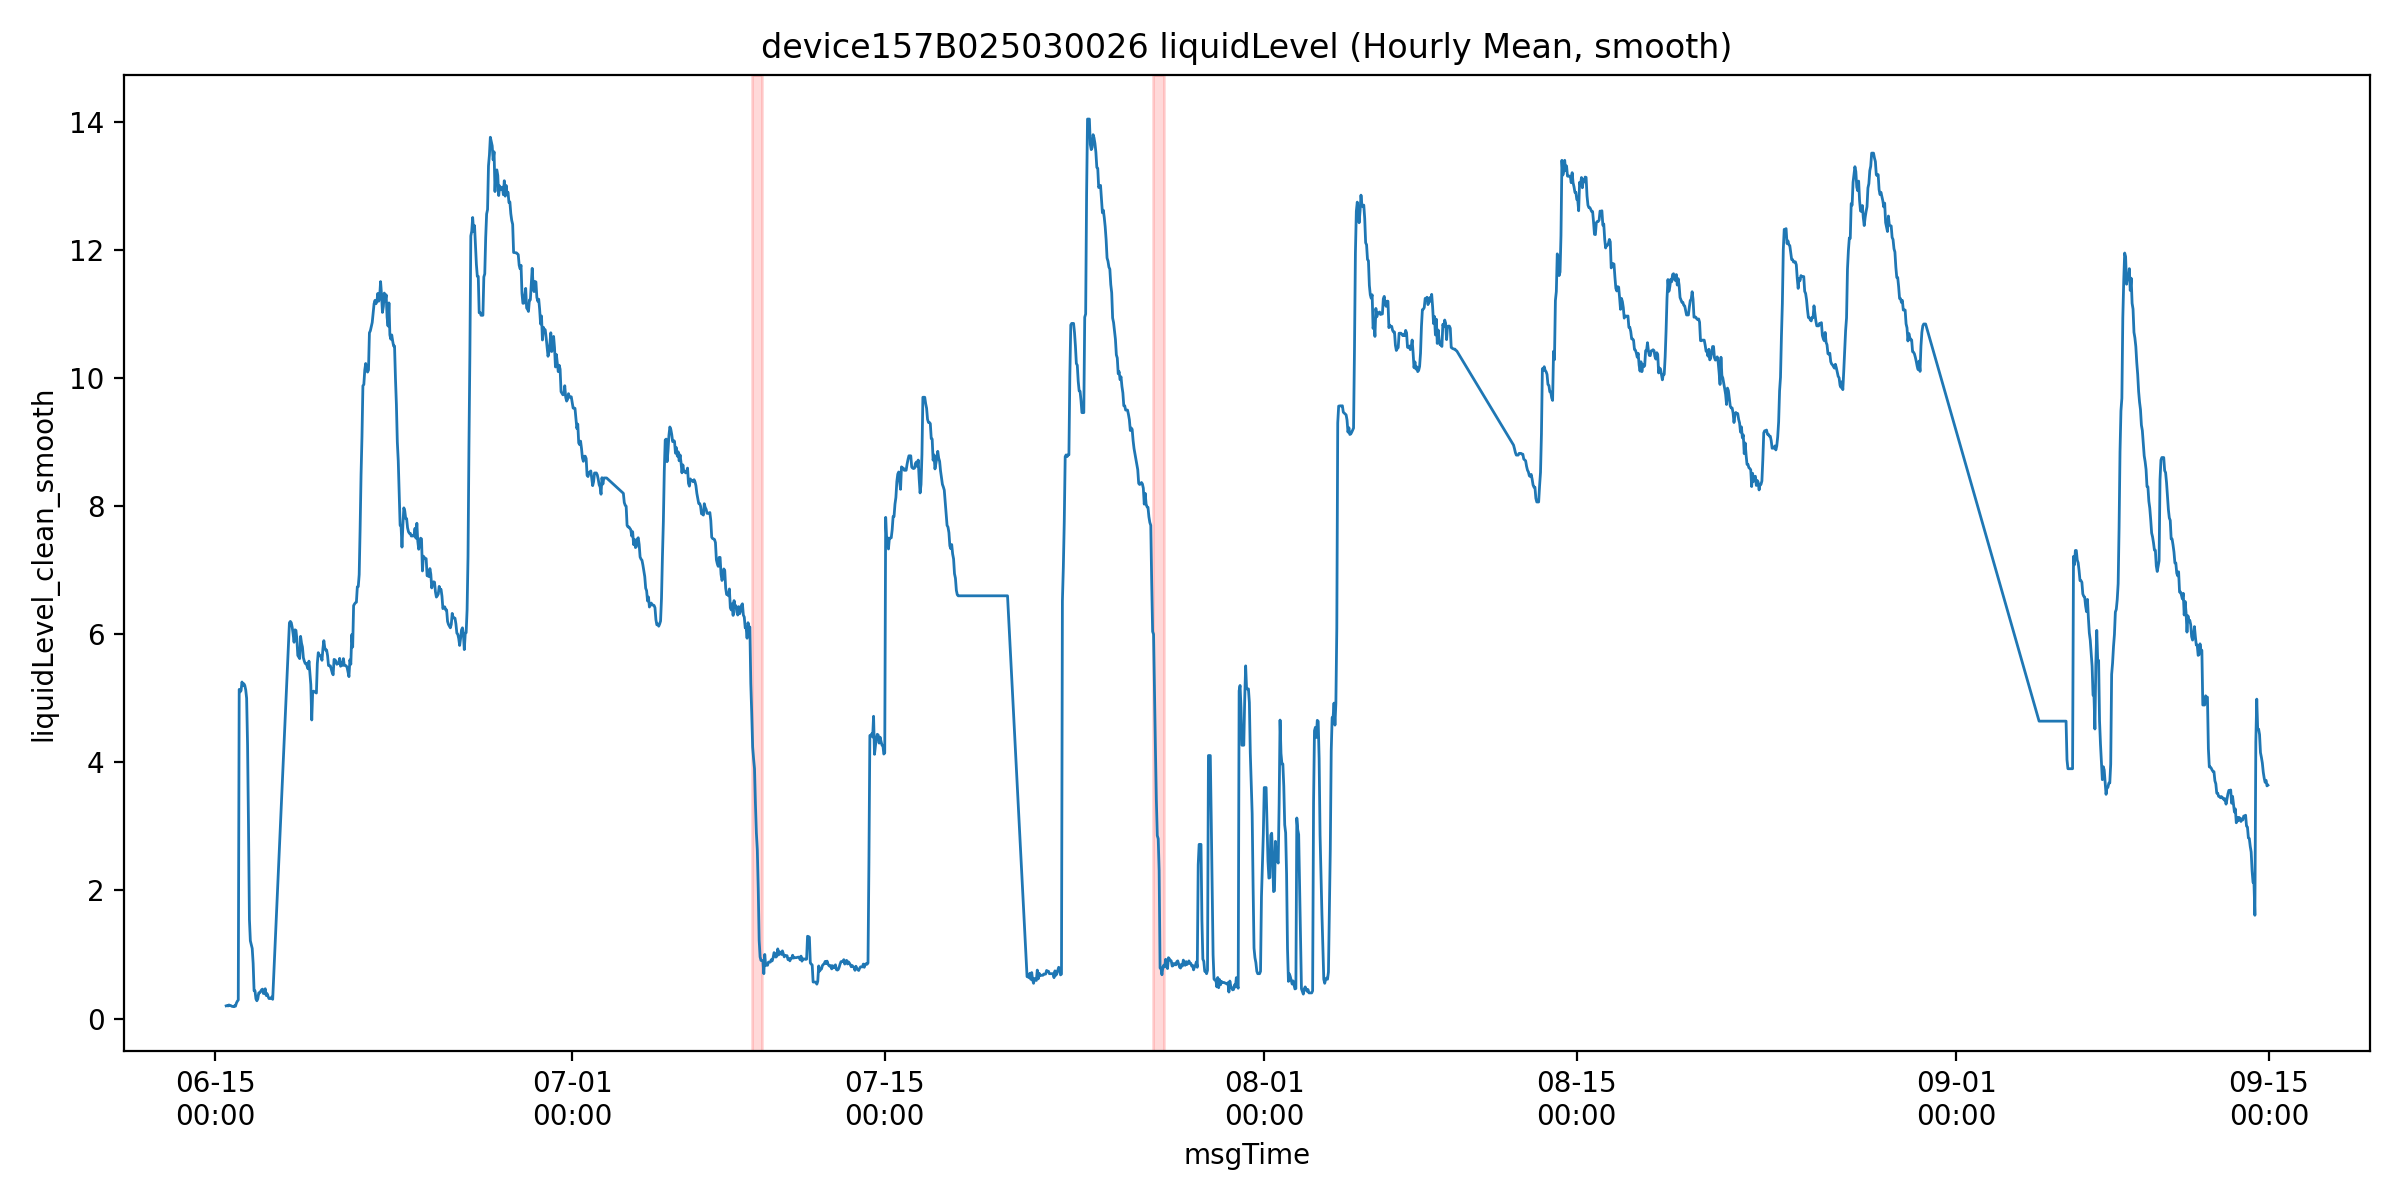 device157B025030026 liquidLevel (Hourly Mean, smooth)
liquidLevel_clean_smooth
14
12
10
8
6
4
2
0
06-15 07-01 07-15 08-01 08-15 09-01 09-15
00:00 00:00 00:00 00:00 00:00 00:00 00:00
msgTime